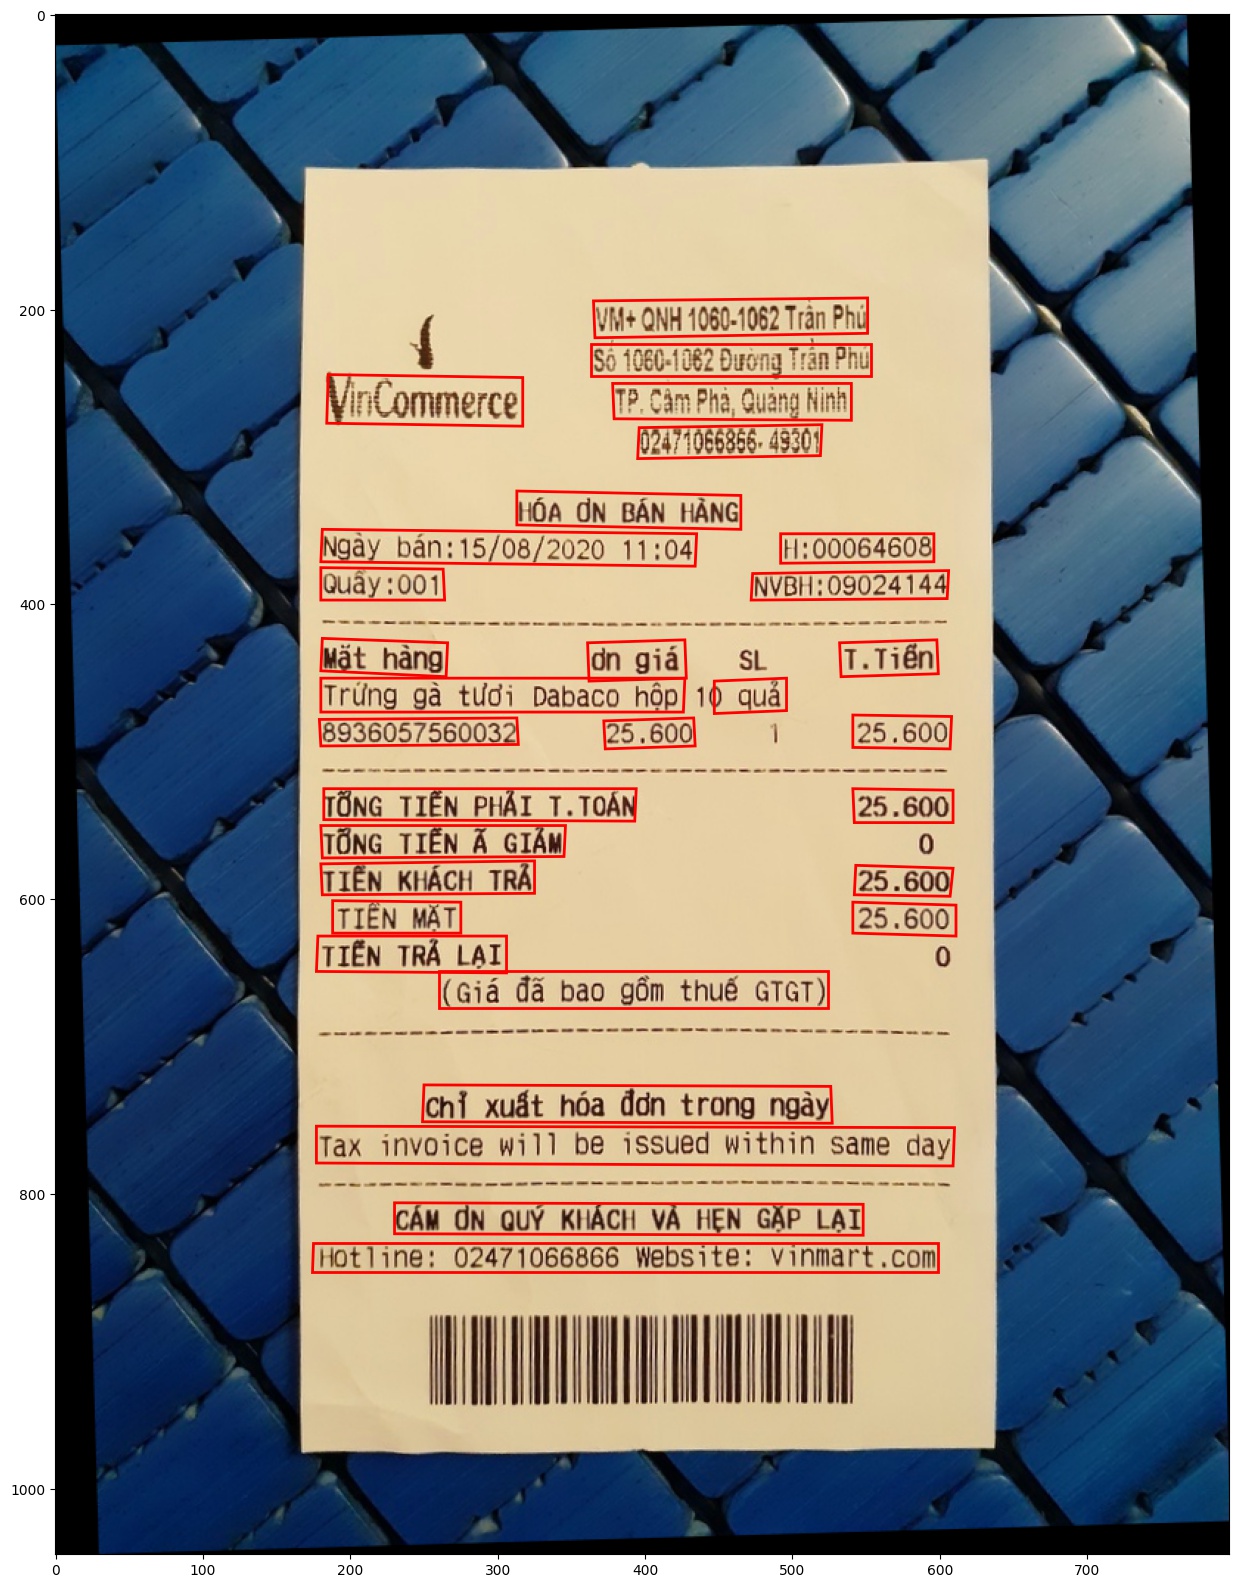 VinCommerce
VM+ QNH 1060-1062 Trần Phú
Số 1060-1062 Đường Trần Phú
TP. Cẩm Phả, Quảng Ninh
02471066866- 49301
HÓA ƠN BÁN HÀNG
Ngày bán:15/08/2020 11:04 H:00064608
Quầy:001 NVBH:09024144
Mặt hàng ơn giá SL T.Tiền
Trứng gà tươi Dabaco hộp 10 quả
8936057560032 25.600 1 25.600
TỔNG TIỀN PHẢI T.TOÁN 25.600
TỔNG TIỀN Ã GIẢM 0
TIỀN KHÁCH TRẢ 25.600
TIỀN MẶT 25.600
TIỀN TRẢ LẠI 0
(Giá đã bao gồm thuế GTGT)
Chỉ xuất hóa đơn trong ngày
Tax invoice will be issued within same day
CẢM ƠN QUÝ KHÁCH VÀ HẸN GẶP LẠI
Hotline: 02471066866 Website: vinmart.com
0
200
400
600
800
1000
0 100 200 300 400 500 600 700